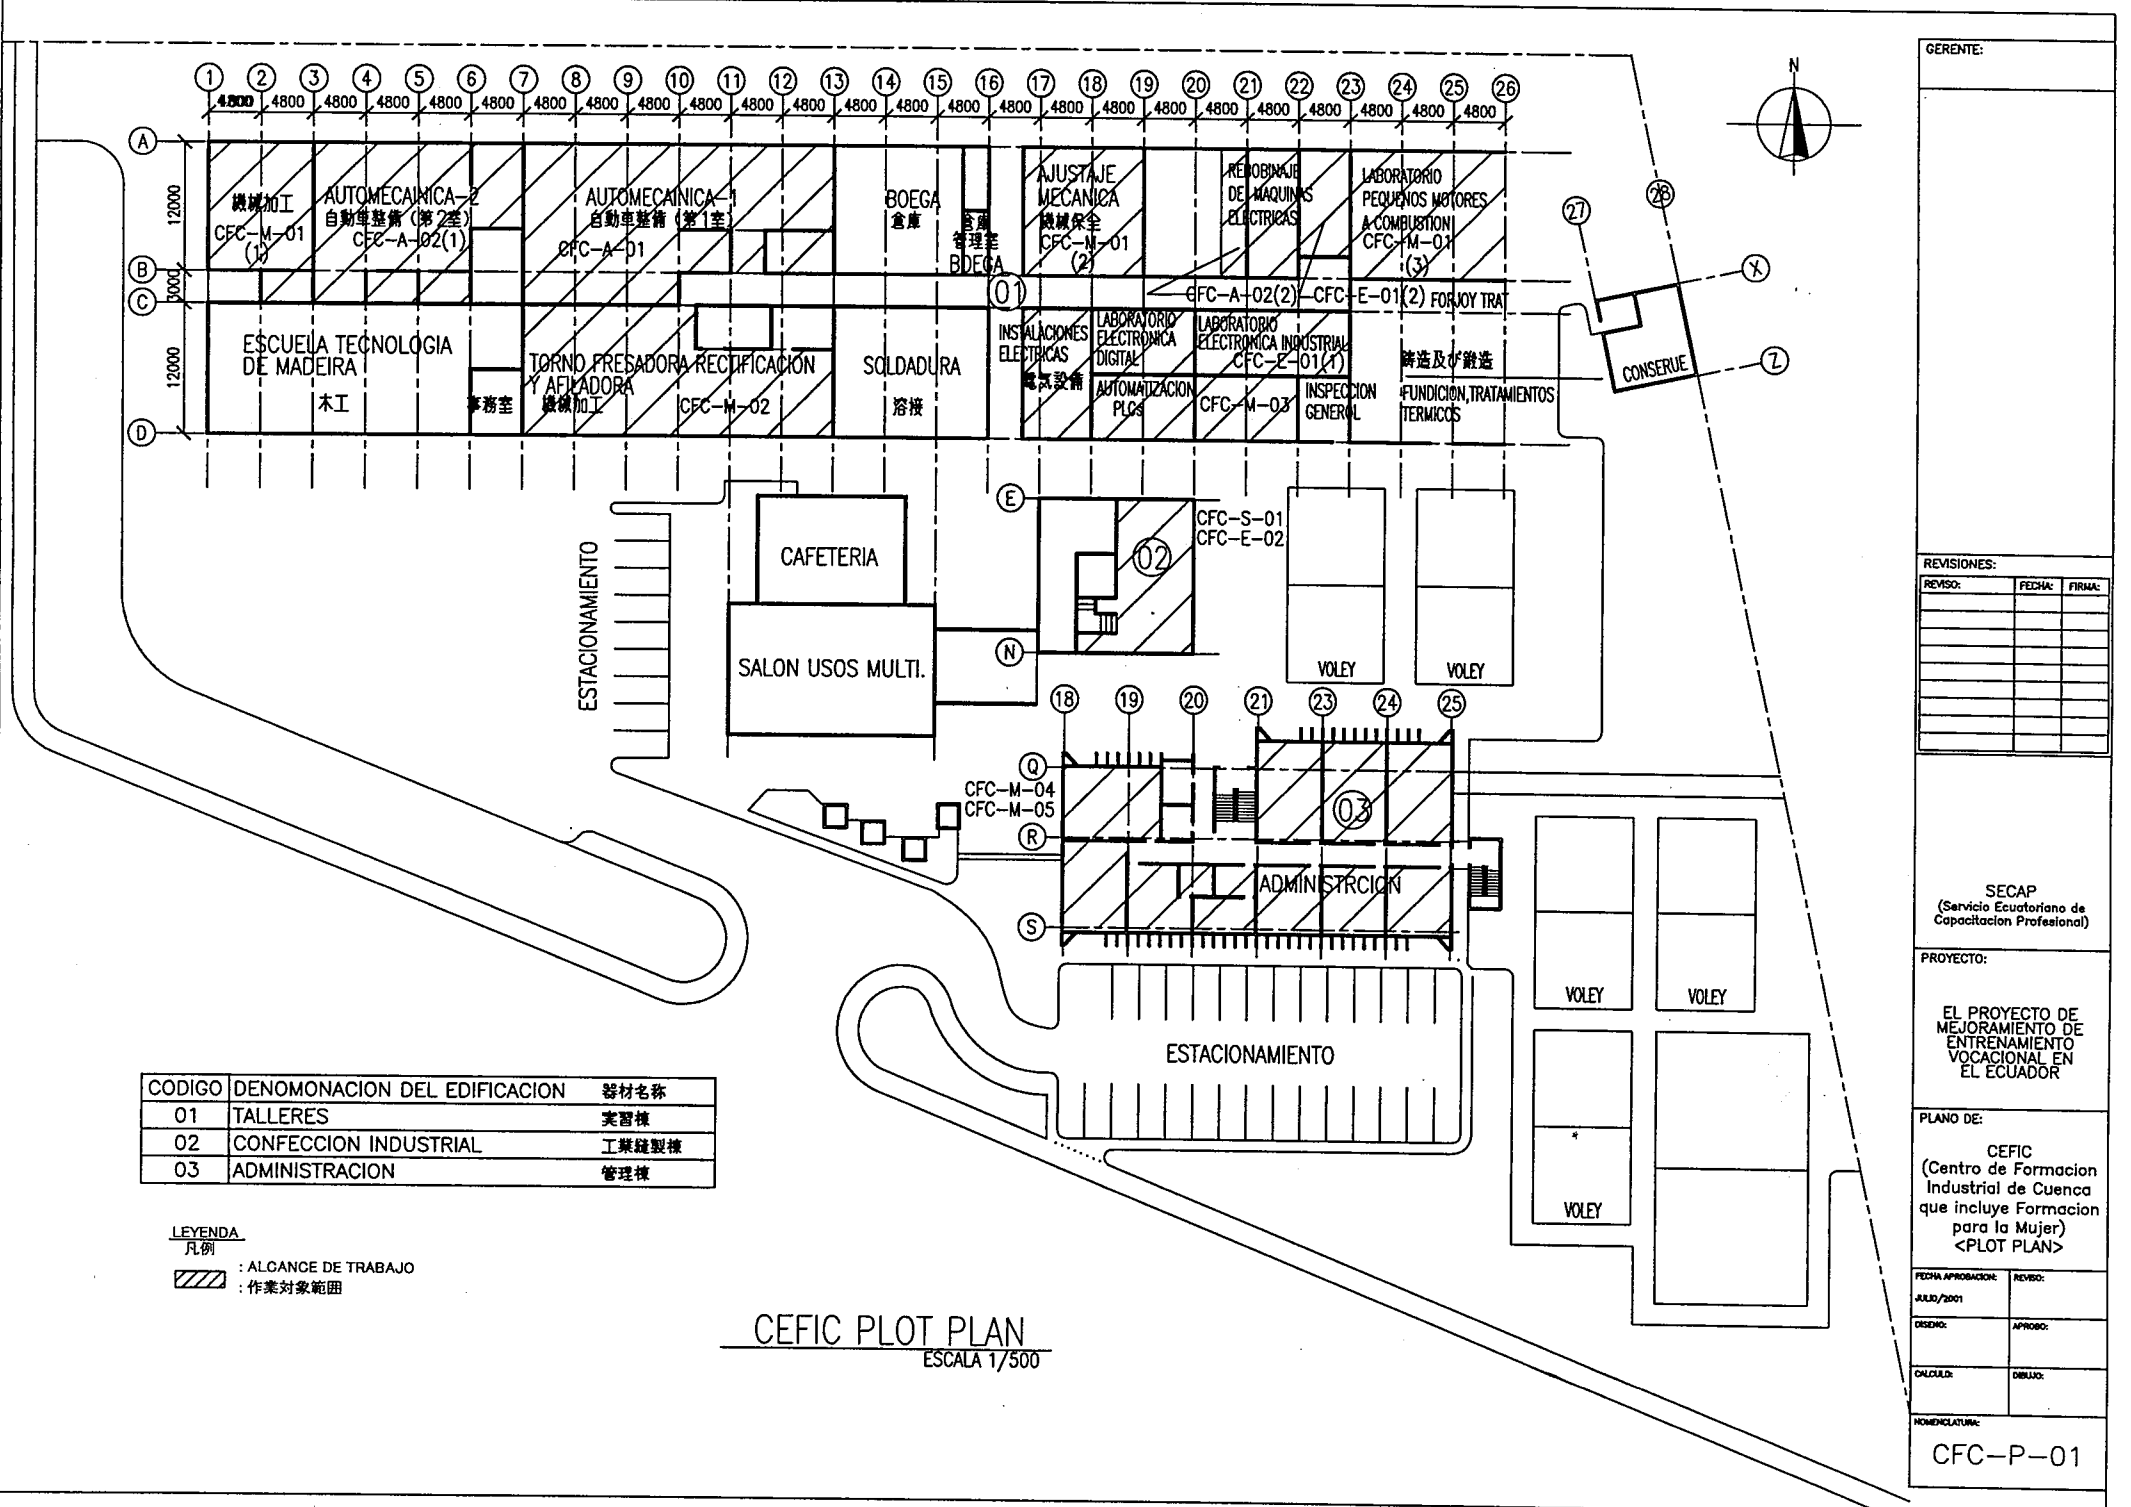 GERENTE:
N
1 2 3 4 5 6 7 8 9 10 11 12 13 14 15 16 17 18 19 20 21 22 23 24 25 26
4800 4800 4800 4800 4800 4800 4800 4800 4800 4800 4800 4800 4800 4800 4800 4800 4800 4800 4800 4800 4800 4800 4800 4800 4800
A
B
C
D
12000
3000
12000
機械加工
CFC-M-01
(1)
AUTOMECAINICA-2
自動車整備(第2室)
CFC-A-02(1)
AUTOMECAINICA-1
自動車整備(第1室)
CFC-A-01
BOEGA
倉庫
倉庫
管理室
BOEGA
AJUSTAJE
MECANICA
機械保全
CFC-M-01
(2)
REBOBINAJE
DE MAQUINAS
ELECTRICAS
LABORATORIO
PEQUENOS MOTORES
A COMBUSTIONI
CFC-M-01
(3)
01
CFC-A-02(2)
CFC-E-01(2)
FORJOY TRAT
ESCUELA TECNOLOGIA
DE MADEIRA
木工
事務室
TORNO FRESADORA RECTIFICACION
Y AFILADORA
機械加工
CFC-M-02
SOLDADURA
溶接
INSTALACIONES
ELECTRICAS
電気設備
LABORATORIO
ELECTRONICA
DIGITAL
LABORATORIO
ELECTRONICA INDUSTRIAL
CFC-E-01(1)
AUTOMATIZACION
PLCs
CFC-M-03
INSPECCION
GENEROL
鋳造及び鍛造
FUNDICION,TRATAMIENTOS
TERMICOS
27
28
X
Z
CONSERUE
E
N
02
CFC-S-01
CFC-E-02
CAFETERIA
SALON USOS MULTI.
ESTACIONAMIENTO
VOLEY
VOLEY
18 19 20 21 23 24 25
Q
R
S
CFC-M-04
CFC-M-05
03
ADMINISTRCION
ESTACIONAMIENTO
VOLEY
VOLEY
VOLEY
CODIGO DENOMONACION DEL EDIFICACION 器材名称
01 TALLERES 実習棟
02 CONFECCION INDUSTRIAL 工業縫製棟
03 ADMINISTRACION 管理棟
LEYENDA
凡例
: ALCANCE DE TRABAJO
: 作業対象範囲
CEFIC PLOT PLAN
ESCALA 1/500
REVISIONES:
REVISO: FECHA: FIRMA:
SECAP
(Servicio Ecuatoriano de
Capacitacion Profesional)
PROYECTO:
EL PROYECTO DE
MEJORAMIENTO DE
ENTRENAMIENTO
VOCACIONAL EN
EL ECUADOR
PLANO DE:
CEFIC
(Centro de Formacion
Industrial de Cuenca
que incluye Formacion
para la Mujer)
<PLOT PLAN>
FECHA APROBACION: REVISO:
JULIO/2001
DISENO: APROBO:
CALCULO: DIBUJO:
NOMENCLATURA:
CFC-P-01